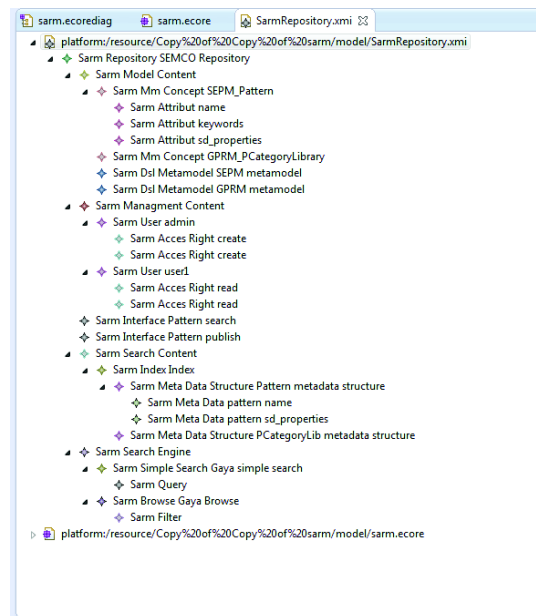 sarm.ecorediag sarm.ecore SarmRepository.xmi
platform:/resource/Copy%20of%20Copy%20of%20sarm/model/SarmRepository.xmi
Sarm Repository SEMCO Repository
Sarm Model Content
Sarm Mm Concept SEPM_Pattern
Sarm Attribut name
Sarm Attribut keywords
Sarm Attribut sd_properties
Sarm Mm Concept GPRM_PCategoryLibrary
Sarm Dsl Metamodel SEPM metamodel
Sarm Dsl Metamodel GPRM metamodel
Sarm Managment Content
Sarm User admin
Sarm Acces Right create
Sarm Acces Right create
Sarm User user1
Sarm Acces Right read
Sarm Acces Right read
Sarm Interface Pattern search
Sarm Interface Pattern publish
Sarm Search Content
Sarm Index Index
Sarm Meta Data Structure Pattern metadata structure
Sarm Meta Data pattern name
Sarm Meta Data pattern sd_properties
Sarm Meta Data Structure PCategoryLib metadata structure
Sarm Search Engine
Sarm Simple Search Gaya simple search
Sarm Query
Sarm Browse Gaya Browse
Sarm Filter
platform:/resource/Copy%20of%20Copy%20of%20sarm/model/sarm.ecore